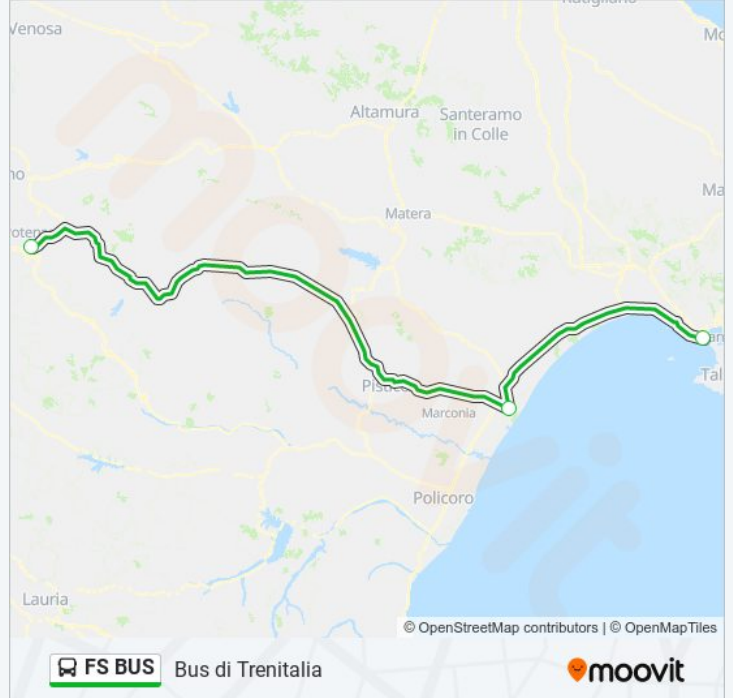 Venosa
Altamura
Santeramo
in Colle
Matera
Marconia
Policoro
Lauria
© OpenStreetMap contributors | © OpenMapTiles
FS BUS
Bus di Trenitalia
moovit